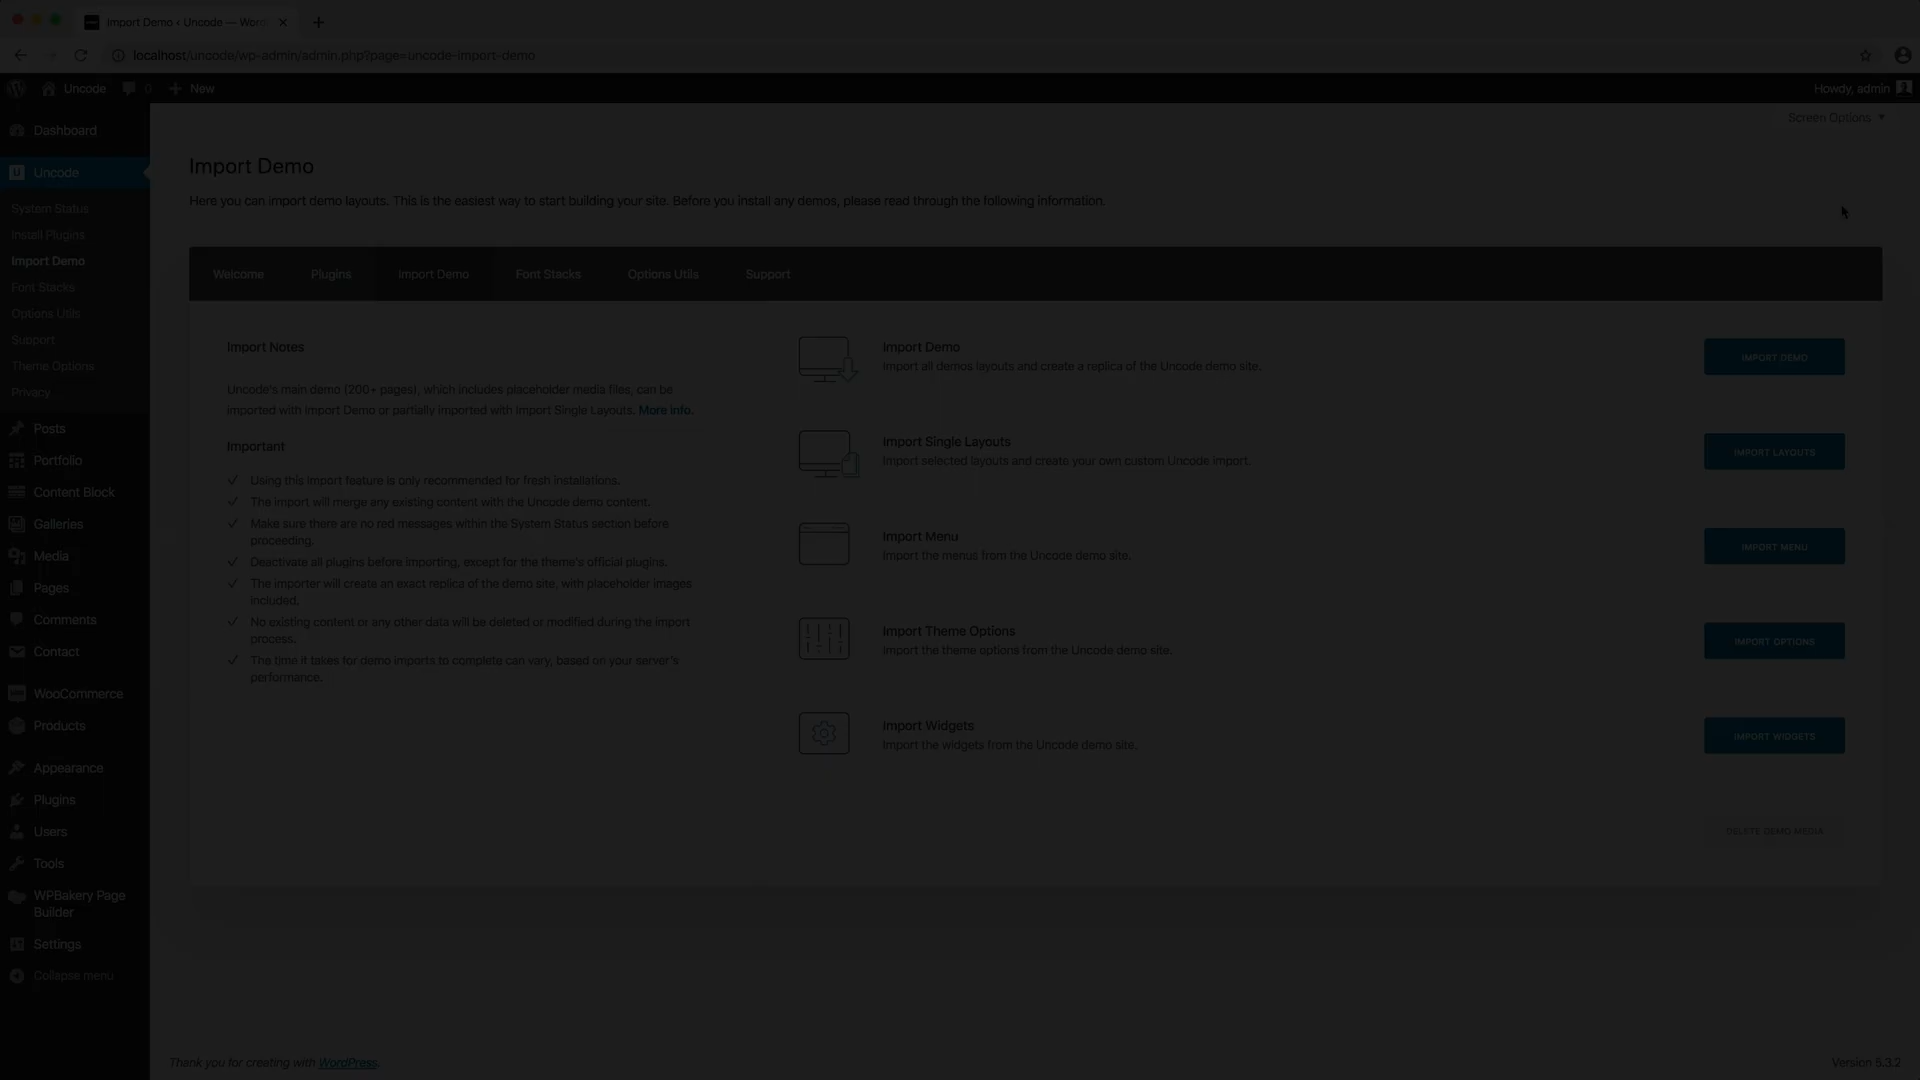 Import Demo ‹ Uncode — Wor
localhost/uncode/wp-admin/admin.php?page=uncode-import-demo
Uncode 0 New
Howdy, admin
Screen Options
Dashboard
Uncode
System Status
Install Plugins
Import Demo
Font Stacks
Options Utils
Support
Theme Options
Privacy
Posts
Portfolio
Content Block
Galleries
Media
Pages
Comments
Contact
WooCommerce
Products
Appearance
Plugins
Users
Tools
WPBakery Page
Builder
Settings
Collapse menu
Import Demo
Here you can import demo layouts. This is the easiest way to start building your site. Before you install any demos, please read through the following information.
Welcome Plugins Import Demo Font Stacks Options Utils Support
Import Notes
Uncode's main demo (200+ pages), which includes placeholder media files, can be
imported with Import Demo or partially imported with Import Single Layouts. More info.
Important
Using this import feature is only recommended for fresh installations.
The import will merge any existing content with the Uncode demo content.
Make sure there are no red messages within the System Status section before
proceeding.
Deactivate all plugins before importing, except for the theme's official plugins.
The importer will create an exact replica of the demo site, with placeholder images
included.
No existing content or any other data will be deleted or modified during the import
process.
The time it takes for demo imports to complete can vary, based on your server's
performance.
Import Demo
Import all demos layouts and create a replica of the Uncode demo site.
IMPORT DEMO
Import Single Layouts
Import selected layouts and create your own custom Uncode import.
IMPORT LAYOUTS
Import Menu
Import the menus from the Uncode demo site.
IMPORT MENU
Import Theme Options
Import the theme options from the Uncode demo site.
IMPORT OPTIONS
Import Widgets
Import the widgets from the Uncode demo site.
IMPORT WIDGETS
DELETE DEMO MEDIA
Thank you for creating with WordPress.
Version 5.3.2